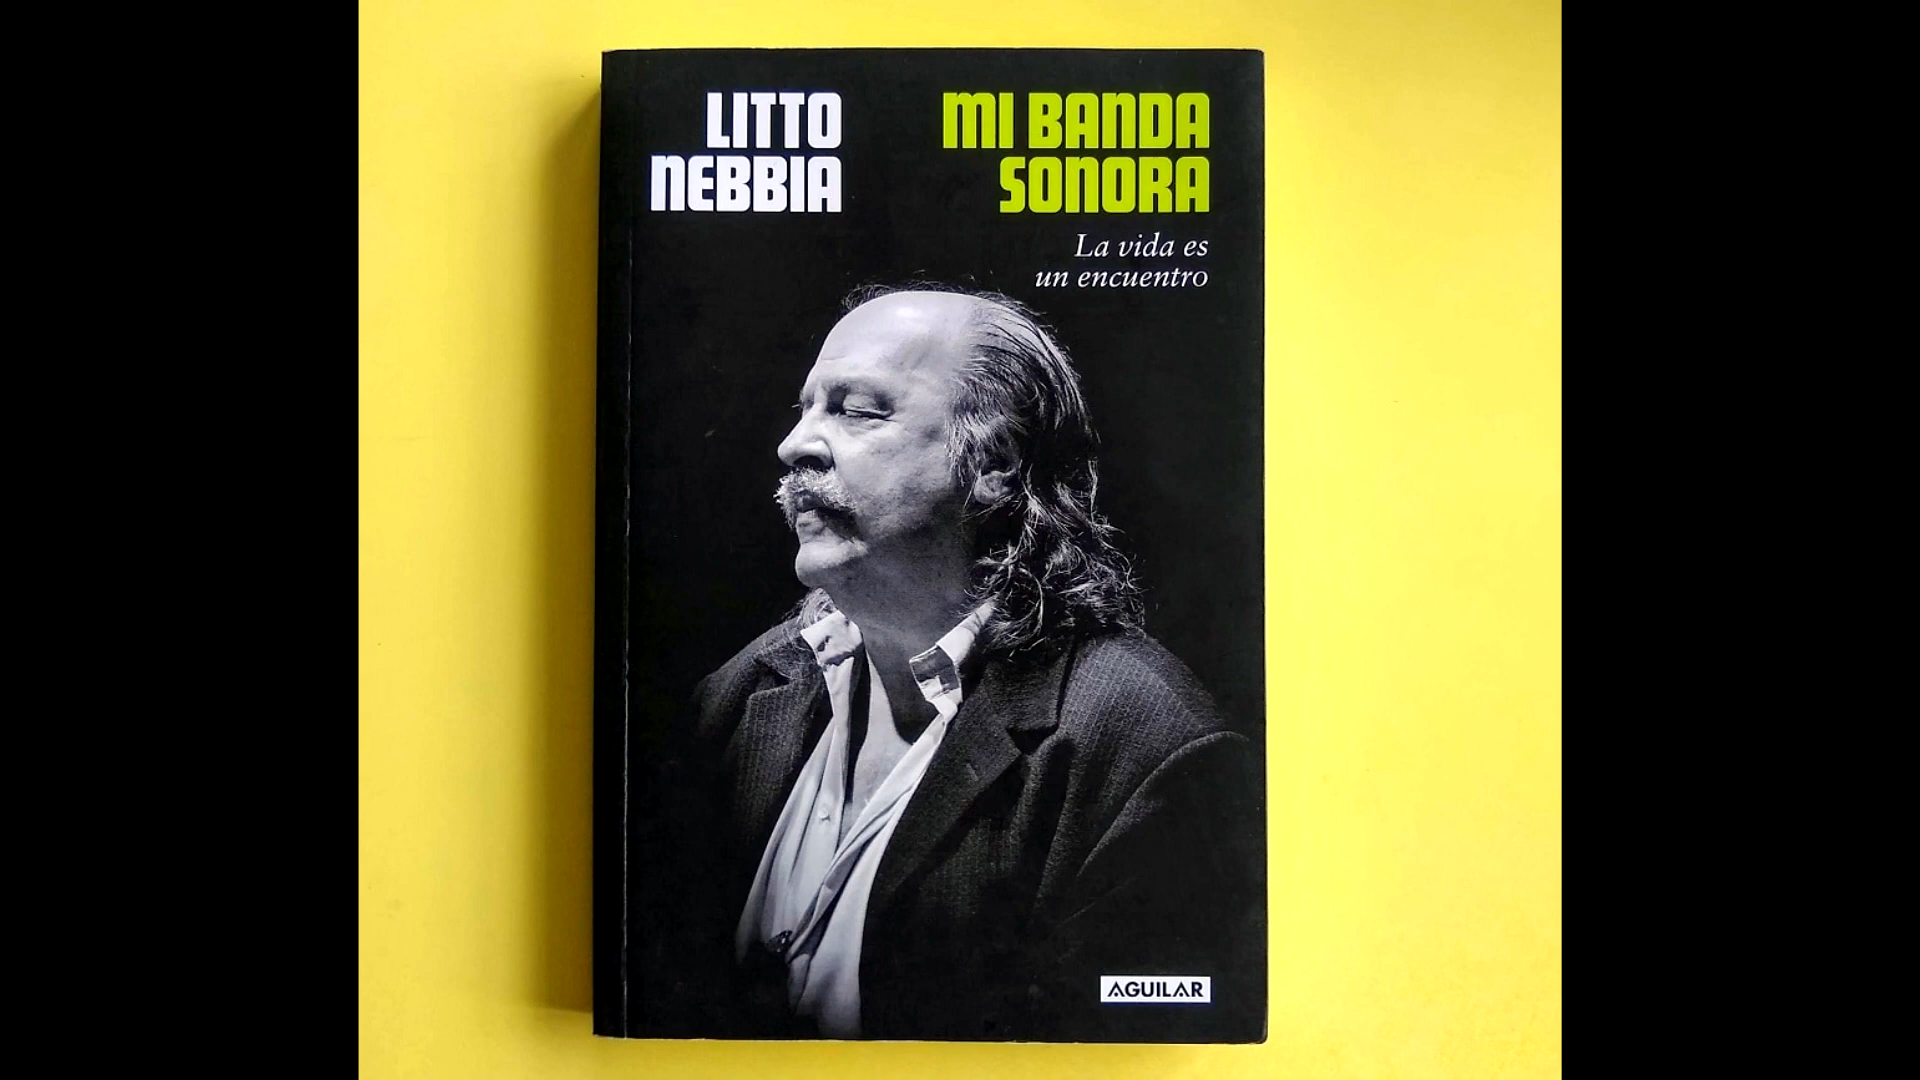 LITTO
NEBBIA
MI BANDA
SONORA
La vida es
un encuentro
AGUILAR